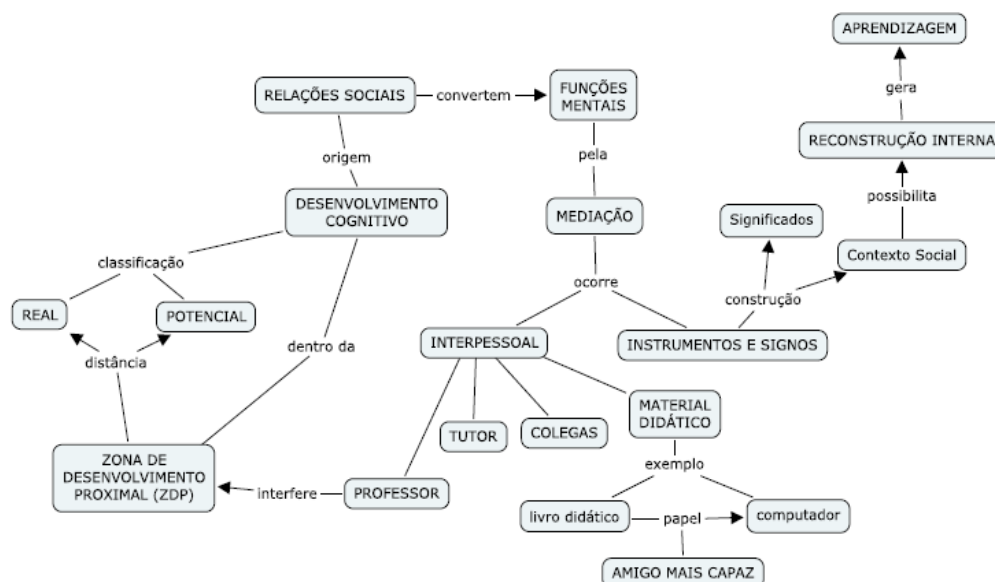 APRENDIZAGEM
gera
RELAÇÕES SOCIAIS
convertem
FUNÇÕES
MENTAIS
RECONSTRUÇÃO INTERNA
origem
pela
possibilita
DESENVOLVIMENTO
COGNITIVO
MEDIAÇÃO
Significados
Contexto Social
classificação
ocorre
construção
REAL
POTENCIAL
distância
dentro da
INTERPESSOAL
INSTRUMENTOS E SIGNOS
TUTOR
COLEGAS
MATERIAL
DIDÁTICO
ZONA DE
DESENVOLVIMENTO
PROXIMAL (ZDP)
interfere
PROFESSOR
exemplo
livro didático
papel
computador
AMIGO MAIS CAPAZ